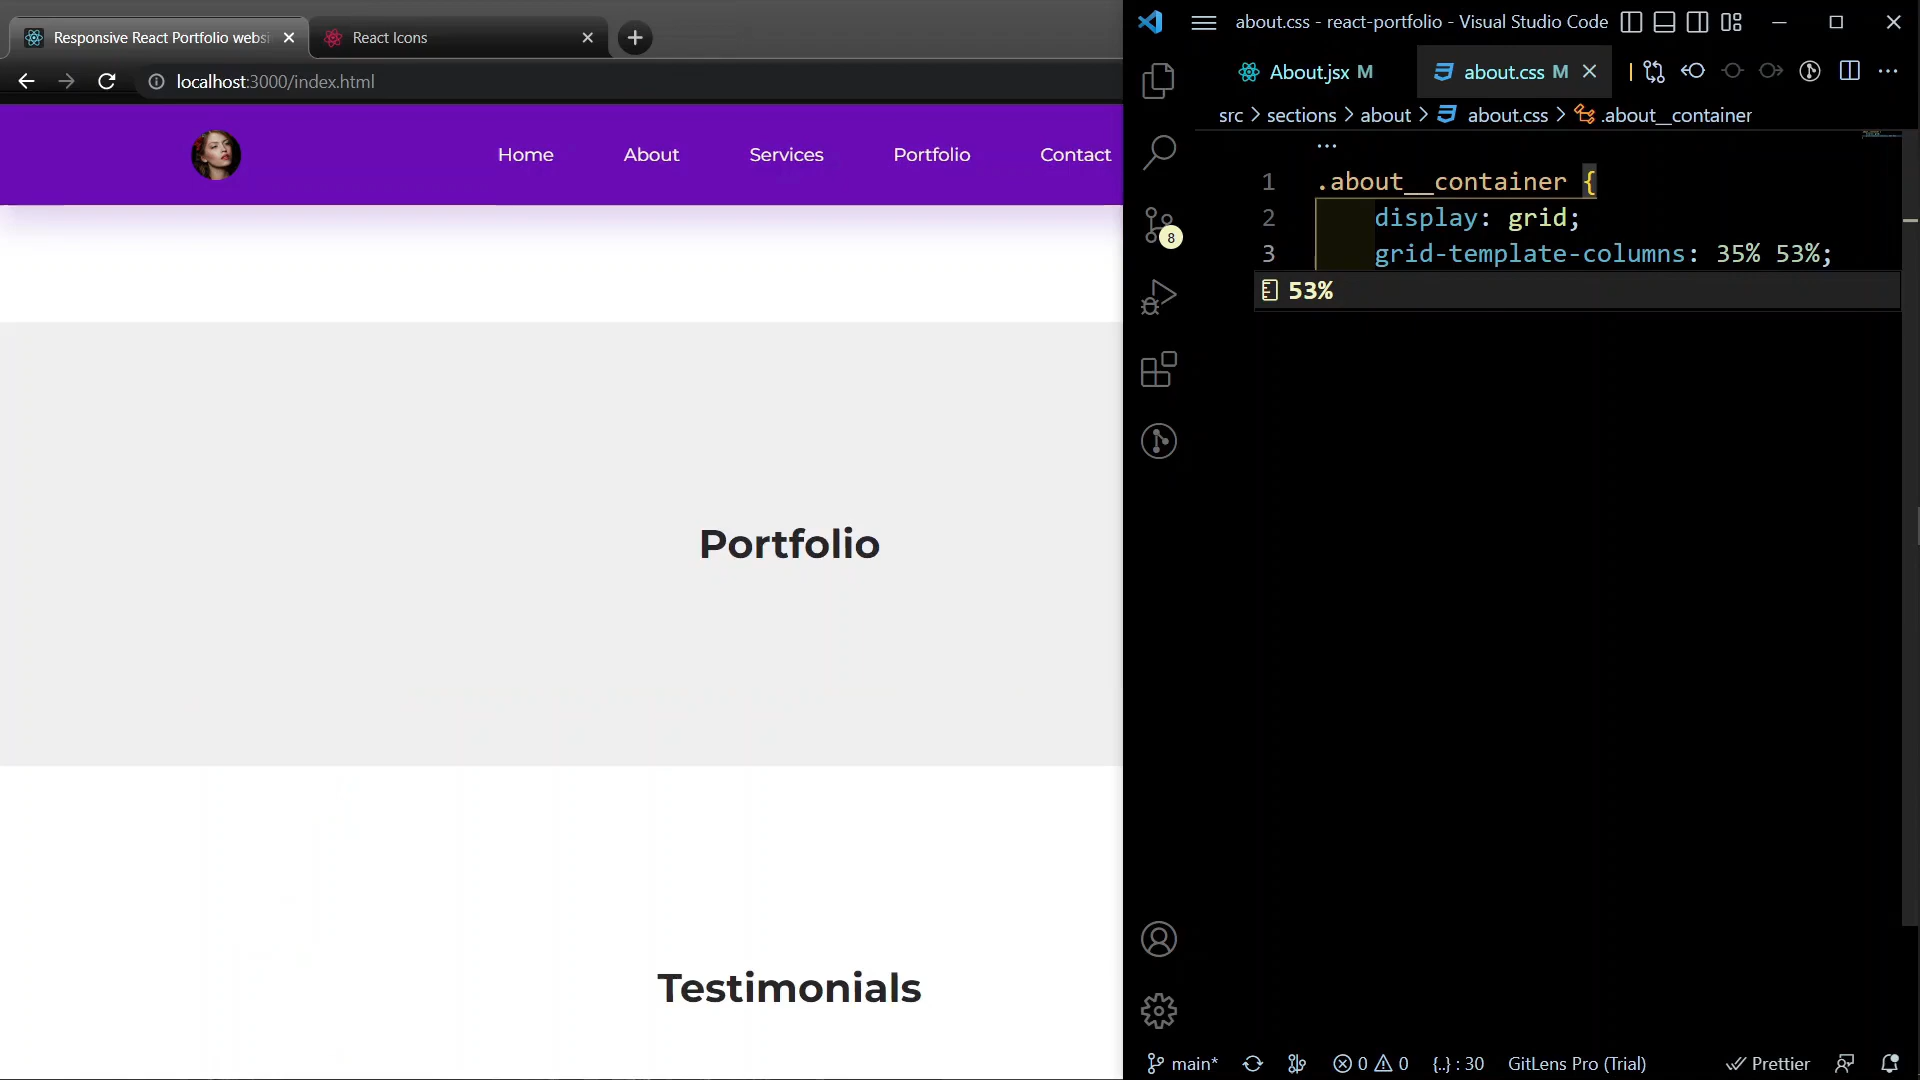 Responsive React Portfolio websi
React Icons
localhost:3000/index.html
Home
About
Services
Portfolio
Contact
Portfolio
Testimonials
about.css - react-portfolio - Visual Studio Code
About.jsx M
about.css M
src > sections > about > about.css > .about__container
...
1 .about__container {
2 display: grid;
3 grid-template-columns: 35% 53%;
53%
8
main*
0 0
{..} : 30
GitLens Pro (Trial)
Prettier